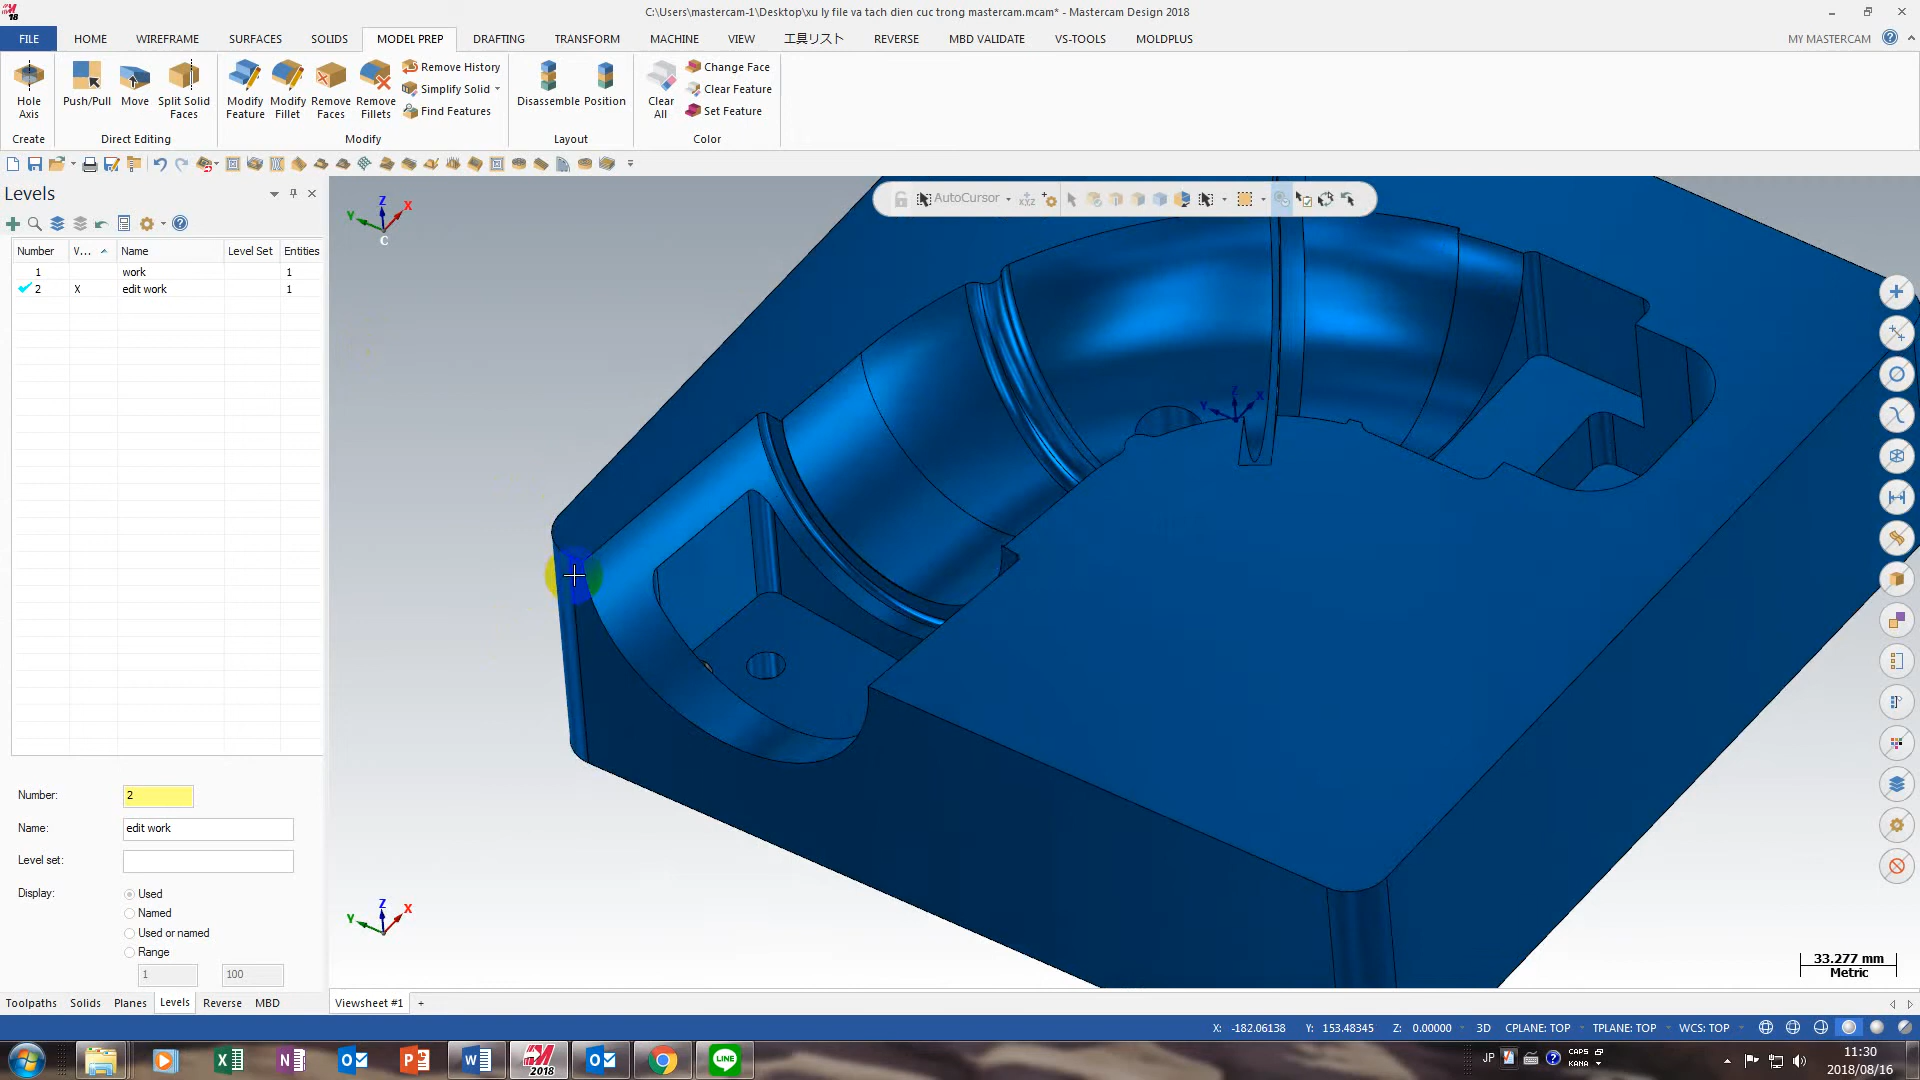 C:\Users\mastercam-1\Desktop\xu ly file va tach dien cuc trong mastercam.mcam* - Mastercam Design 2018
FILE HOME WIREFRAME SURFACES SOLIDS MODEL PREP DRAFTING TRANSFORM MACHINE VIEW 工具リスト REVERSE MBD VALIDATE VS-TOOLS MOLDPLUS MY MASTERCAM
Hole Axis
Push/Pull
Move
Split Solid Faces
Modify Feature
Modify Fillet
Remove Faces
Remove Fillets
Remove History
Simplify Solid
Find Features
Disassemble
Position
Clear All
Change Face
Clear Feature
Set Feature
Create Direct Editing Modify Layout Color
Levels
AutoCursor
Number V... Name Level Set Entities
1 work 1
2 X edit work 1
Number: 2
Name: edit work
Level set:
Display: Used
Named
Used or named
Range
1 100
Z
Y X
C
Z
Y X
Z
Y X
33.277 mm
Metric
Toolpaths Solids Planes Levels Reverse MBD
Viewsheet #1 +
X: -182.06138 Y: 153.48345 Z: 0.00000 3D CPLANE: TOP TPLANE: TOP WCS: TOP
2018
LINE
JP
CAPS
KANA
11:30
2018/08/16